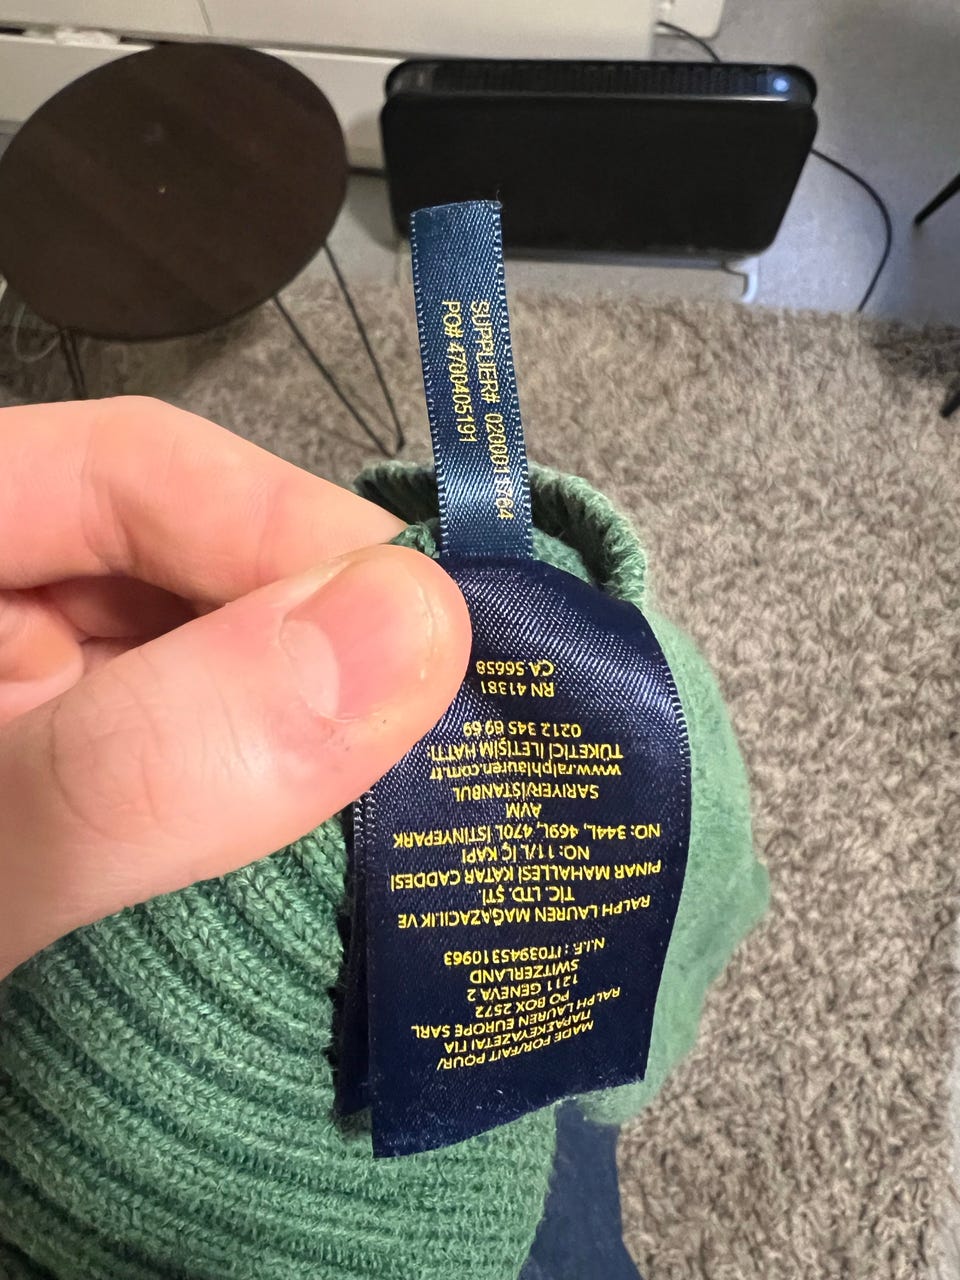 SUPPLIER#
PO# 4700405191
MADE FOR/FAIT POUR/
ΠΑΡΑΣΚΕΥΑΖΕΤΑΙ ΓΙΑ
RALPH LAUREN EUROPE SARL
PO BOX 2572
1211 GENEVA 2
SWITZERLAND
N.I.F.: IT03945310963
RALPH LAUREN MAĞAZACILIK VE
TİC. LTD. ŞTİ
PINAR MAHALLESİ KATAR CADDESİ
NO: 11/L İÇ KAPI
NO: 344L, 469L, 470L İSTİNYEPARK
AVM
SARIYER/İSTANBUL
www.ralphlauren.com.tr
TÜKETİCİ İLETİŞİM HATTI:
0212 345 69 69
RN 41381
CA 56658